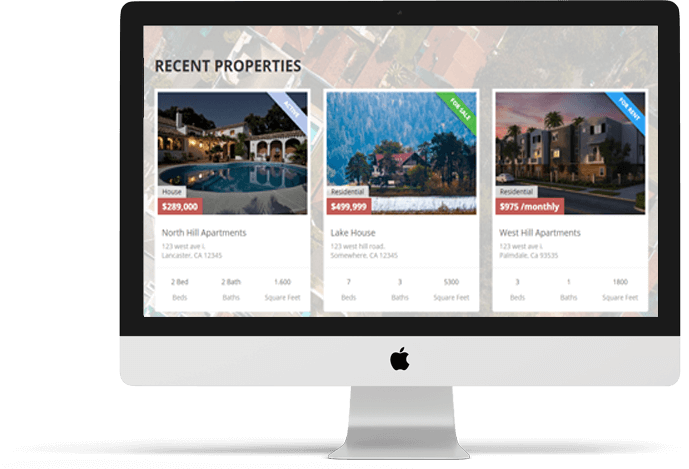 RECENT PROPERTIES
ACTIVE
House
$289,000
North Hill Apartments
123 west ave i.
Lancaster, CA 12345
2 Bed
2 Bath
1.600
Beds
Baths
Square Feet
FOR SALE
Residential
$499,999
Lake House
123 west hill road.
Somewhere, CA 12345
7
3
5300
Beds
Baths
Square Feet
FOR RENT
Residential
$975 /monthly
West Hill Apartments
123 west ave i.
Palmdale, Ca 93535
3
1
1800
Beds
Baths
Square Feet